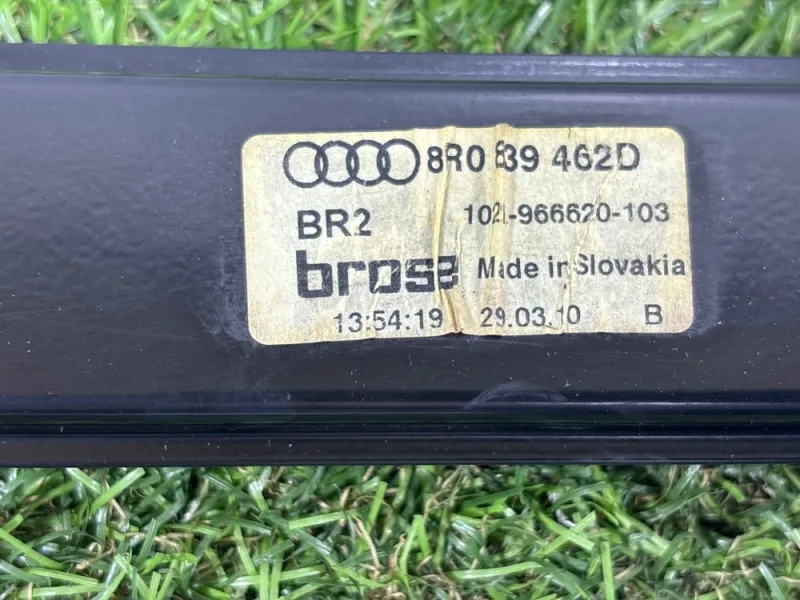 8R0 839 462D
BR2 1021-966620-103
brose Made in Slovakia
13:54:19 29.03.10 B